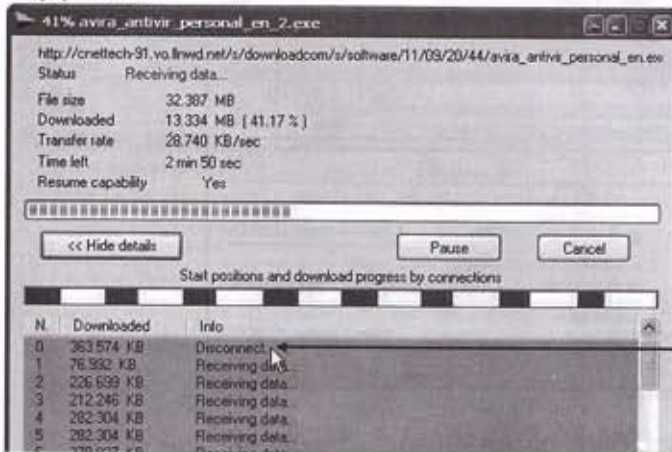 41% avira_antivir_personal_en_2.exe
http://cnettech-91.vo.llnwd.net/s/downloadcom/s/software/11/09/20/44/avira_antivir_personal_en.exe
Status Receiving data...
File size 32.387 MB
Downloaded 13.334 MB ( 41.17 % )
Transfer rate 28.740 KB/sec
Time left 2 min 50 sec
Resume capability Yes
<< Hide details Pause Cancel
Start positions and download progress by connections
N. Downloaded Info
0 363.574 KB Disconnect.
1 76.992 KB Receiving data...
2 226.699 KB Receiving data...
3 212.246 KB Receiving data...
4 282.304 KB Receiving data...
5 282.304 KB Receiving data...